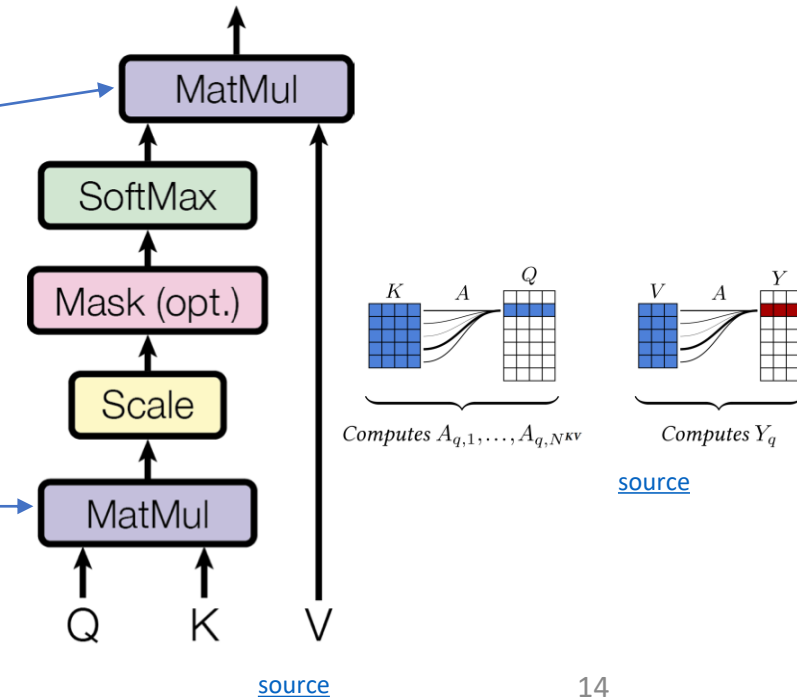 MatMul
SoftMax
Mask (opt.)
Scale
MatMul
Q K V
K A Q
Computes A_{q,1}, ..., A_{q,N^{KV}}
V A Y
Computes Y_q
source
source
14